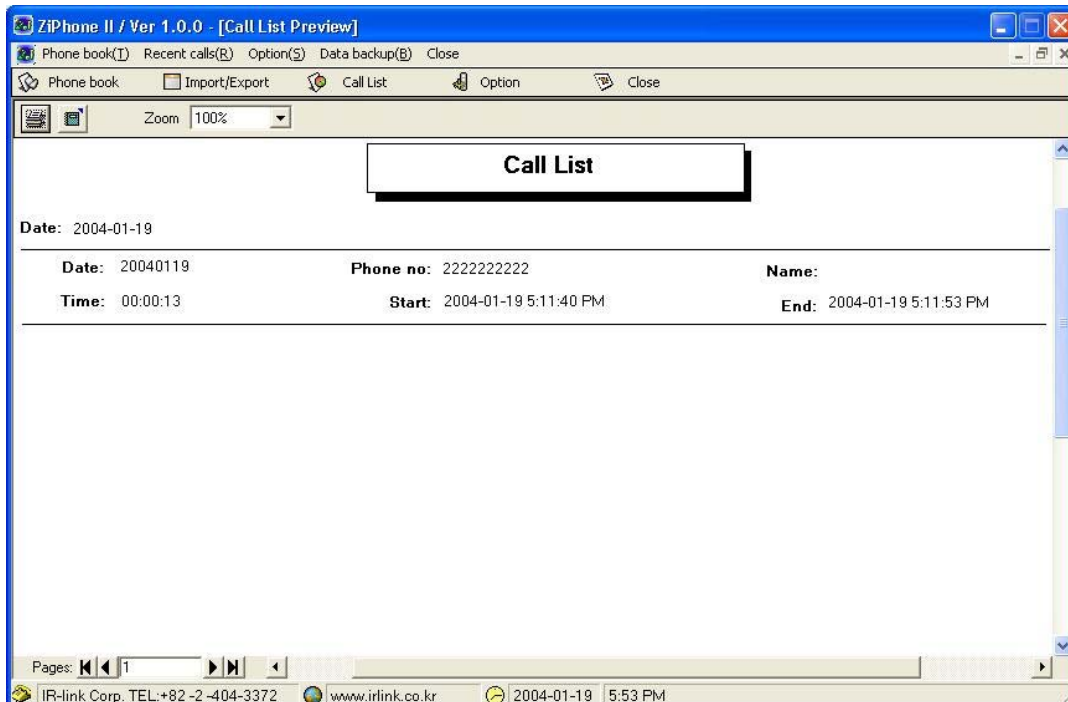 ZiPhone II / Ver 1.0.0 - [Call List Preview]
Phone book(T) Recent calls(R) Option(S) Data backup(B) Close
Phone book Import/Export Call List Option Close
Zoom 100%
Call List
Date: 2004-01-19
Date: 20040119 Phone no: 2222222222 Name:
Time: 00:00:13 Start: 2004-01-19 5:11:40 PM End: 2004-01-19 5:11:53 PM
Pages: 1
IR-link Corp. TEL:+82 -2 -404-3372 www.irlink.co.kr 2004-01-19 5:53 PM